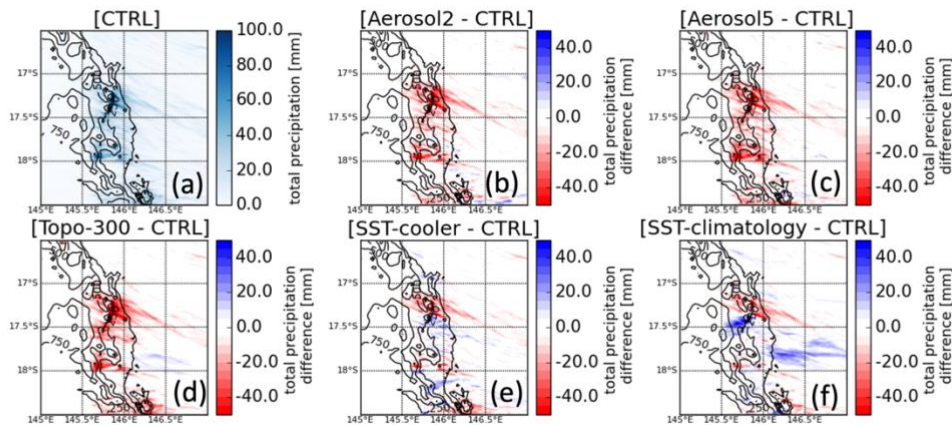 [CTRL]
[Aerosol2 - CTRL]
[Aerosol5 - CTRL]
17°S
17.5°S
18°S
750
(a)
145°E 145.5°E 146°E 146.5°E
100.0
80.0
60.0
40.0
20.0
0.0
total precipitation [mm]
17°S
17.5°S
18°S
750
250
(b)
145°E 145.5°E 146°E 146.5°E
40.0
20.0
0.0
-20.0
-40.0
total precipitation
difference [mm]
17°S
17.5°S
18°S
750
250
(c)
145°E 145.5°E 146°E 146.5°E
40.0
20.0
0.0
-20.0
-40.0
total precipitation
difference [mm]
[Topo-300 - CTRL]
[SST-cooler - CTRL]
[SST-climatology - CTRL]
17°S
17.5°S
18°S
750
250
(d)
145°E 145.5°E 146°E 146.5°E
40.0
20.0
0.0
-20.0
-40.0
total precipitation
difference [mm]
17°S
17.5°S
18°S
750
250
(e)
145°E 145.5°E 146°E 146.5°E
40.0
20.0
0.0
-20.0
-40.0
total precipitation
difference [mm]
17°S
17.5°S
18°S
750
250
(f)
145°E 145.5°E 146°E 146.5°E
40.0
20.0
0.0
-20.0
-40.0
total precipitation
difference [mm]